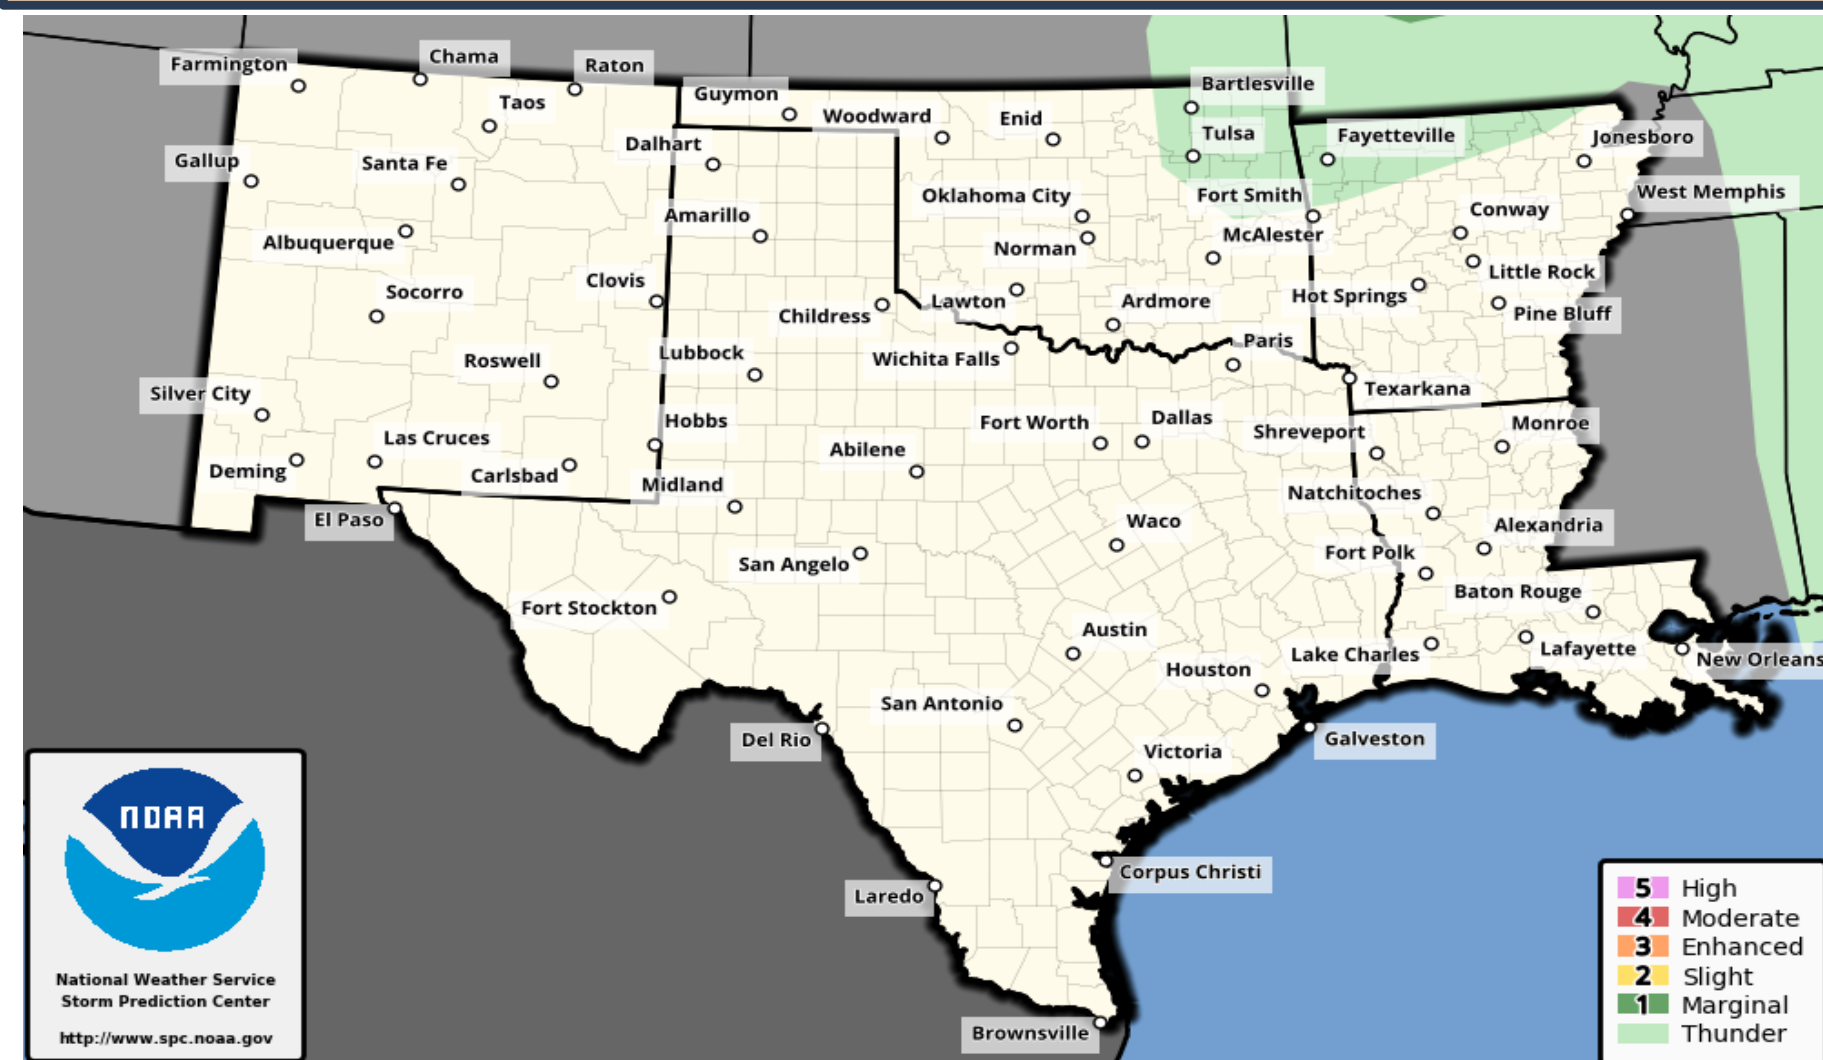 Farmington
Chama
Raton
Taos
Guymon
Woodward
Enid
Bartlesville
Tulsa
Fayetteville
Jonesboro
Gallup
Santa Fe
Dalhart
Oklahoma City
Fort Smith
West Memphis
Conway
Albuquerque
Amarillo
Norman
McAlester
Socorro
Clovis
Childress
Lawton
Ardmore
Hot Springs
Little Rock
Pine Bluff
Roswell
Lubbock
Wichita Falls
Paris
Texarkana
Silver City
Las Cruces
Hobbs
Abilene
Fort Worth
Dallas
Shreveport
Monroe
Deming
Carlsbad
Midland
Natchitoches
El Paso
San Angelo
Waco
Alexandria
Fort Polk
Fort Stockton
Baton Rouge
Austin
Houston
Lake Charles
Lafayette
New Orleans
San Antonio
Del Rio
Victoria
Galveston
Corpus Christi
Laredo
Brownsville
NOAA
National Weather Service
Storm Prediction Center
http://www.spc.noaa.gov
5 High
4 Moderate
3 Enhanced
2 Slight
1 Marginal
Thunder